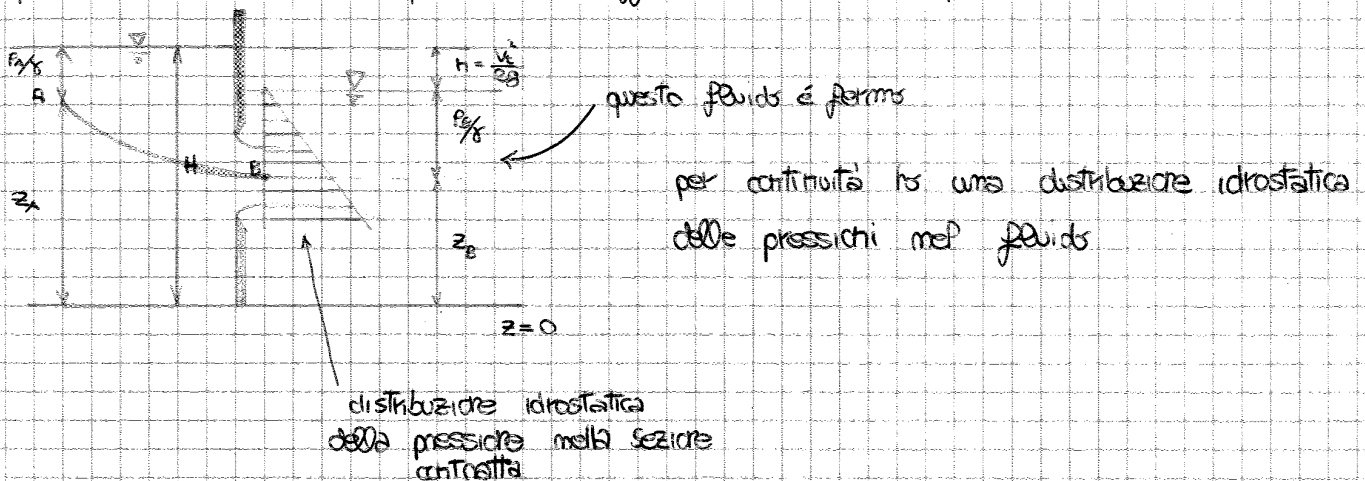 PA/γ
A
H
B
zA
h = vt²/2g
PB/γ
zB
z=0
questo fluido è fermo
per continuità ho una distribuzione idrostatica
delle pressioni nel fluido
distribuzione idrostatica
della pressione nella sezione
contratta